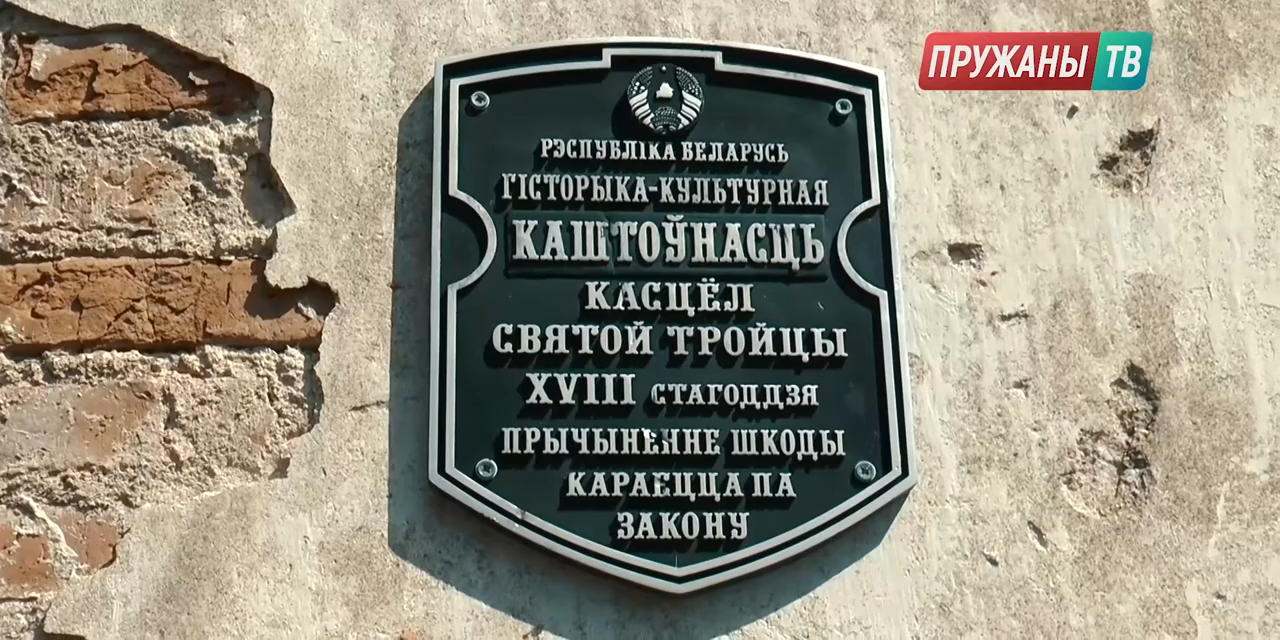 ПРУЖАНЫ ТВ
РЭСПУБЛІКА БЕЛАРУСЬ
ГІСТОРЫКА-КУЛЬТУРНАЯ
КАШТОЎНАСЦЬ
КАСЦЁЛ
СВЯТОЙ ТРОЙЦЫ
XVIII СТАГОДДЗЯ
ПРЫЧЫНЕННЕ ШКОДЫ
КАРАЕЦЦА ПА
ЗАКОНУ